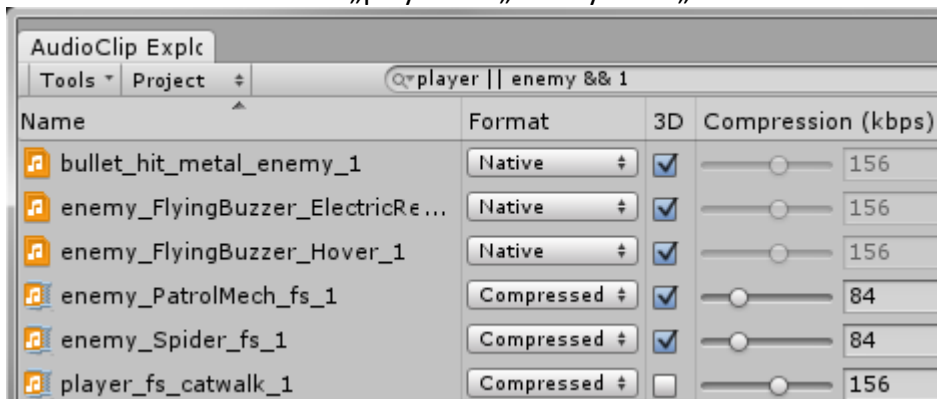 AudioClip Explc
Tools Project player || enemy && 1
Name Format 3D Compression (kbps)
bullet_hit_metal_enemy_1 Native 156
enemy_FlyingBuzzer_ElectricRe... Native 156
enemy_FlyingBuzzer_Hover_1 Native 156
enemy_PatrolMech_fs_1 Compressed 84
enemy_Spider_fs_1 Compressed 84
player_fs_catwalk_1 Compressed 156